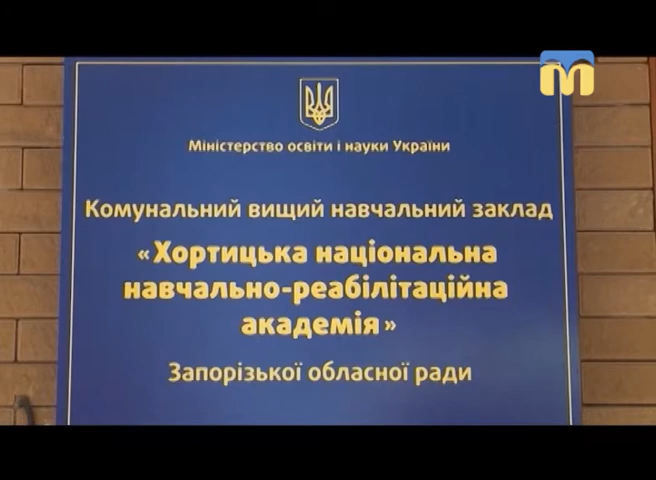 Міністерство освіти і науки України
Комунальний вищий навчальний заклад
«Хортицька національна
навчально-реабілітаційна
академія»
Запорізької обласної ради